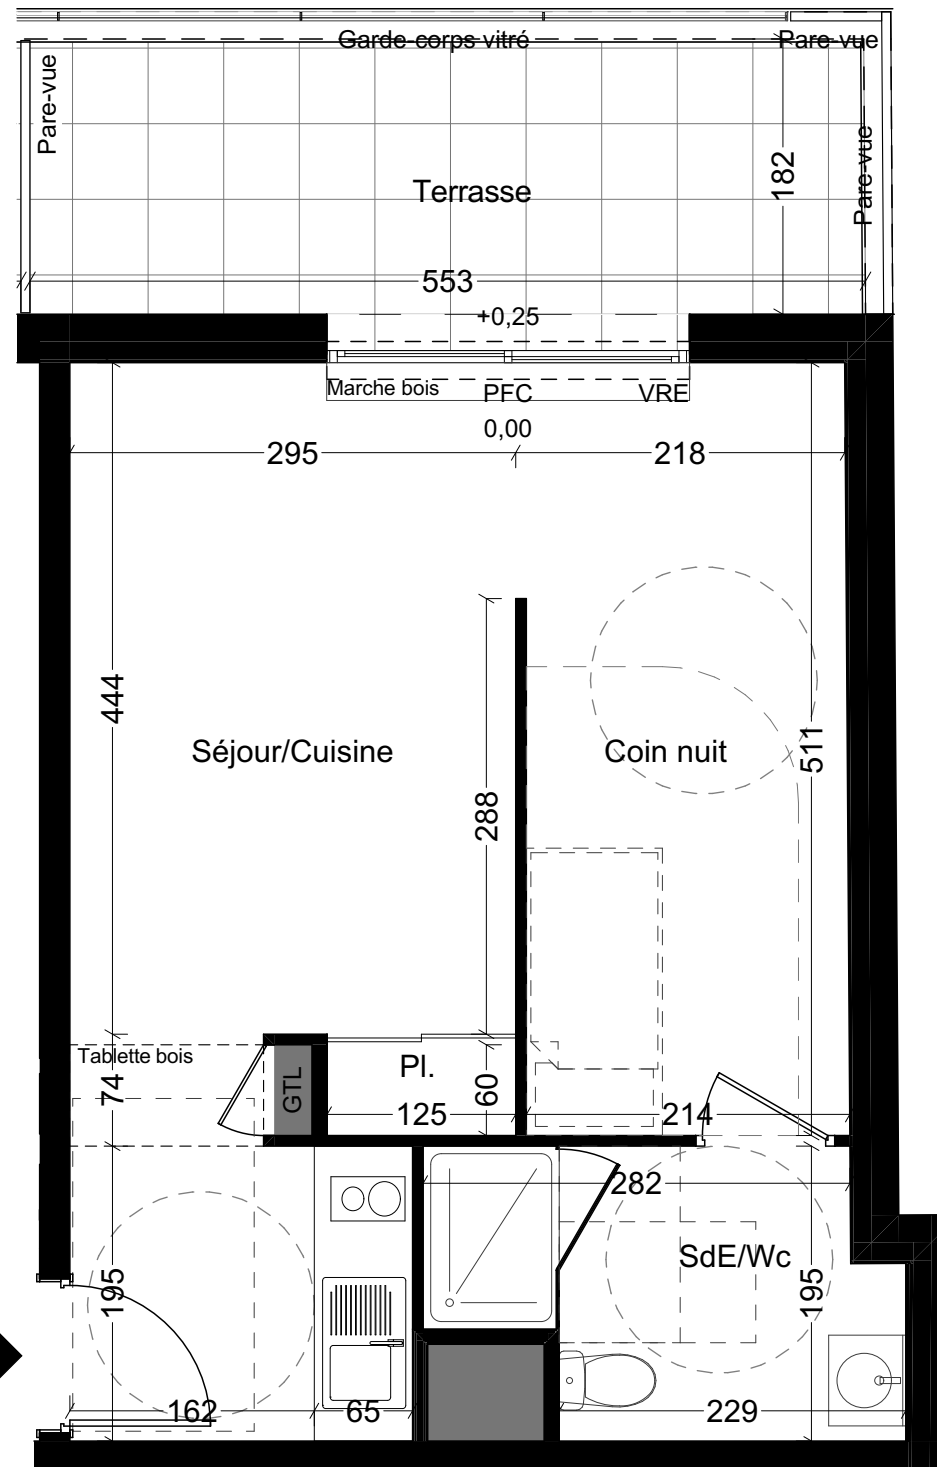 Garde-corps vitré
Pare-vue
Pare-vue
Pare-vue
182
Terrasse
553
+0,25
Marche bois
PFC
VRE
0,00
295
218
444
Séjour/Cuisine
Coin nuit
511
288
Tablette bois
74
GTL
Pl.
60
125
214
282
SdE/Wc
195
195
162
65
229